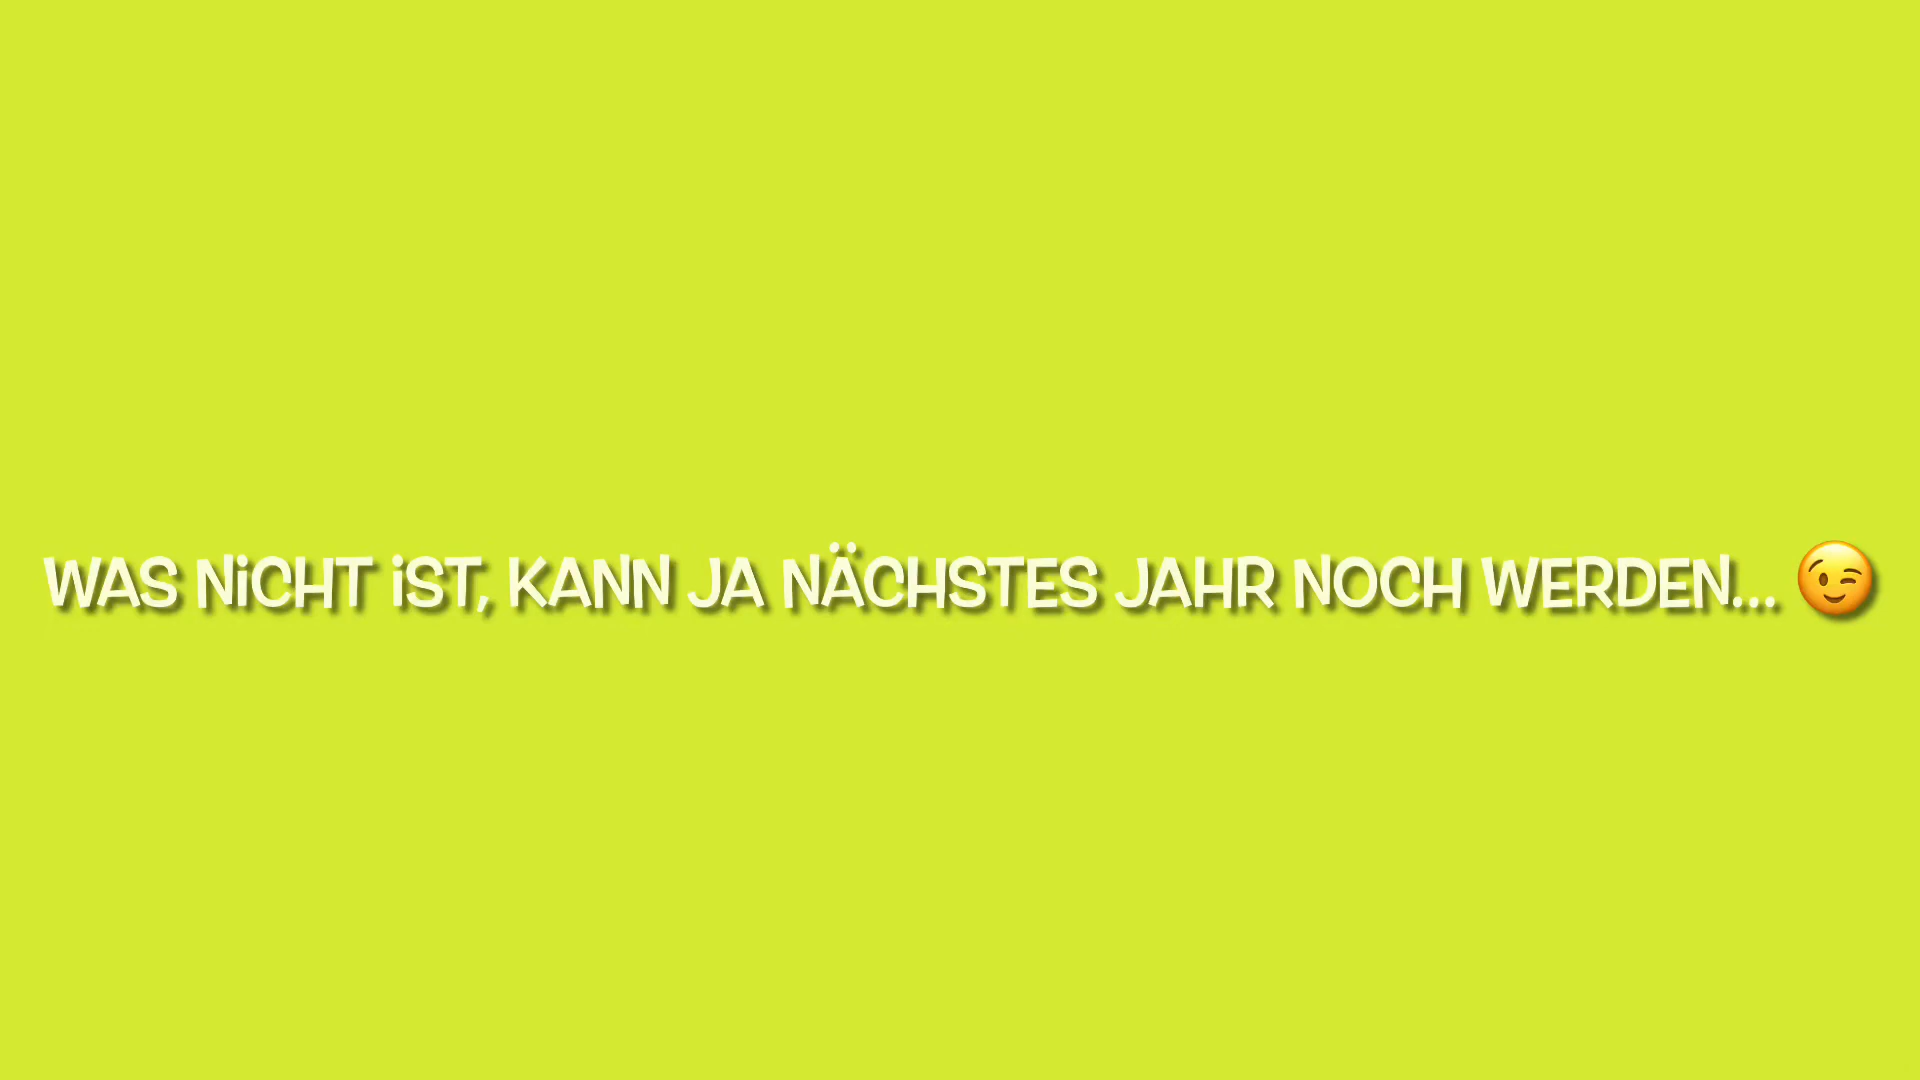 WAS NiCHT iST, KANN JA NÄCHSTES JAHR NOCH WERDEN... 😉